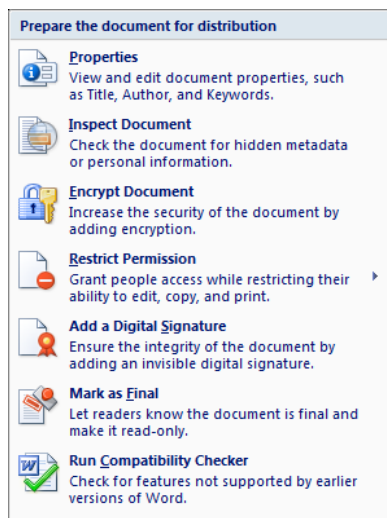 Prepare the document for distribution
Properties
View and edit document properties, such
as Title, Author, and Keywords.
Inspect Document
Check the document for hidden metadata
or personal information.
Encrypt Document
Increase the security of the document by
adding encryption.
Restrict Permission
Grant people access while restricting their
ability to edit, copy, and print.
Add a Digital Signature
Ensure the integrity of the document by
adding an invisible digital signature.
Mark as Final
Let readers know the document is final and
make it read-only.
Run Compatibility Checker
Check for features not supported by earlier
versions of Word.